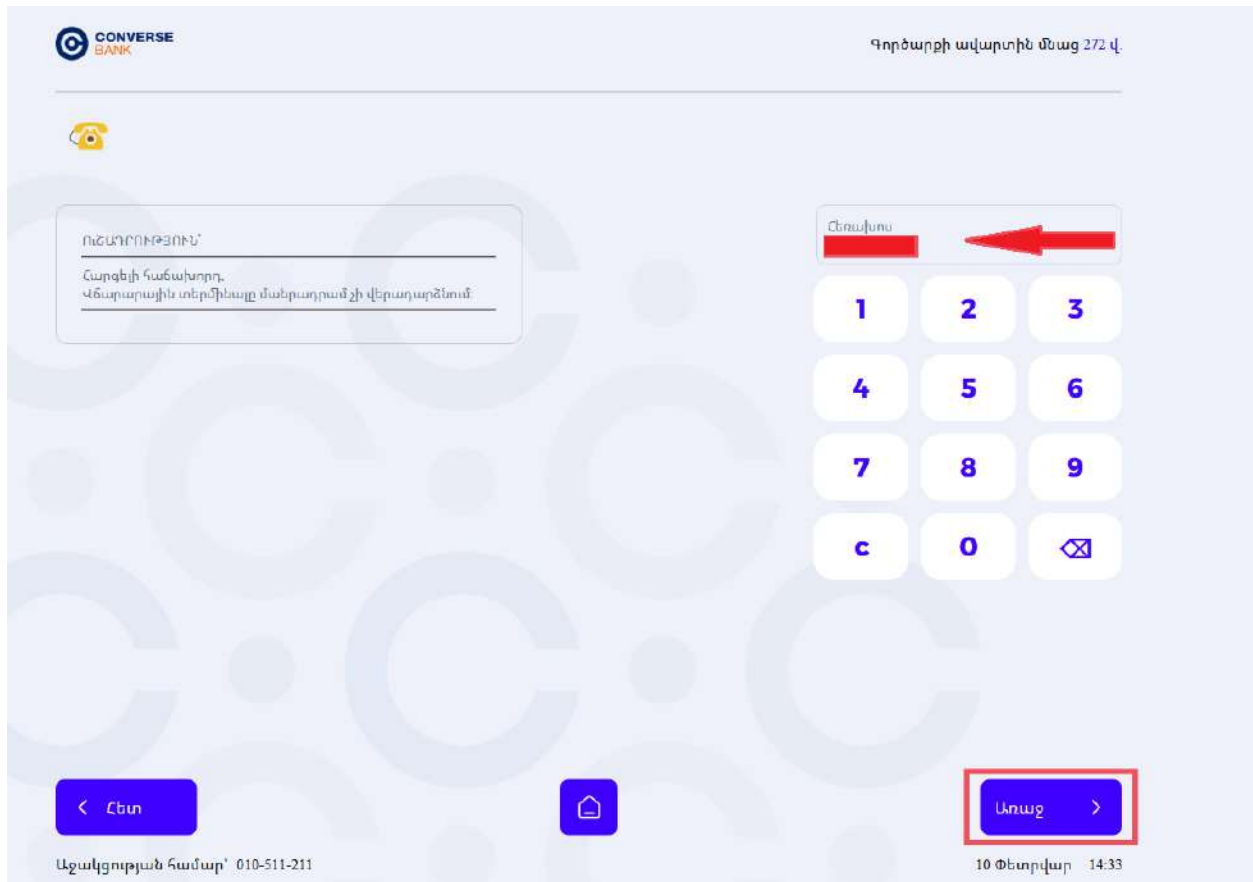 CONVERSE
BANK
Գործարքի ավարտին մնաց 272 վ.
ՈւՇԱԴՐՈՒԹՅՈՒՆ՝
Հարգելի հաճախորդ,
Վճարարային տերմինալը մանրադրամ չի վերադարձնում:
Հեռախոս
1 2 3
4 5 6
7 8 9
c 0
Հետ
Առաջ
Աջակցության համար՝ 010-511-211
10 Փետրվար 14:33